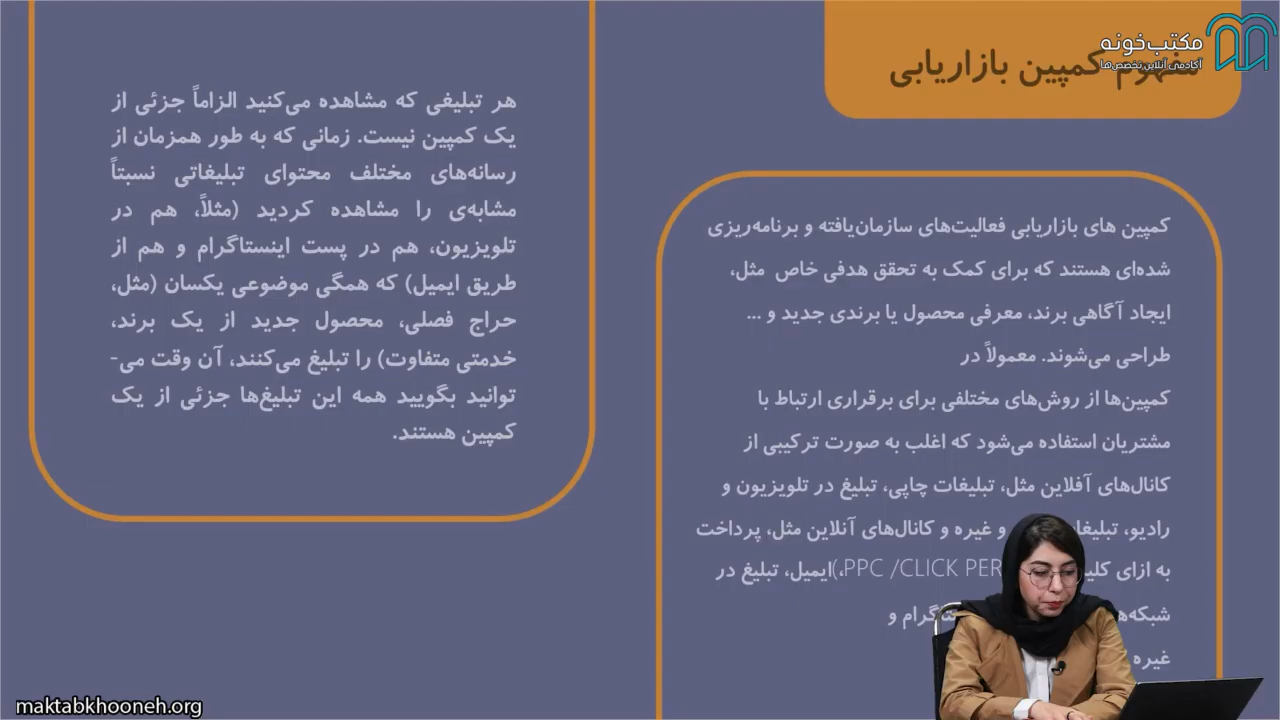 مکتب‌خونه
آکادمی آنلاین تخصص‌ها
مفهوم کمپین بازاریابی
کمپین های بازاریابی فعالیت‌های سازمان‌یافته و برنامه‌ریزی
شده‌ای هستند که برای کمک به تحقق هدفی خاص  مثل،
ایجاد آگاهی برند، معرفی محصول یا برندی جدید و ...
طراحی می‌شوند. معمولاً در
کمپین‌ها از روش‌های مختلفی برای برقراری ارتباط با
مشتریان استفاده می‌شود که اغلب به صورت ترکیبی از
کانال‌های آفلاین مثل، تبلیغات چاپی، تبلیغ در تلویزیون و
رادیو، و غیره و کانال‌های آنلاین مثل، پرداخت
به ازای PPC /CLICK PER،)ایمیل، تبلیغ در
و
غیره
هر تبلیغی که مشاهده می‌کنید الزاماً جزئی از
یک کمپین نیست. زمانی که به طور همزمان از
رسانه‌های مختلف محتوای تبلیغاتی نسبتاً
مشابه‌ی را مشاهده کردید (مثلاً، هم در
تلویزیون، هم در پست اینستاگرام و هم از
طریق ایمیل) که همگی موضوعی یکسان (مثل،
حراج فصلی، محصول جدید از یک برند،
خدمتی متفاوت) را تبلیغ می‌کنند، آن وقت می-
توانید بگویید همه این تبلیغ‌ها جزئی از یک
کمپین هستند.
maktabkhooneh.org